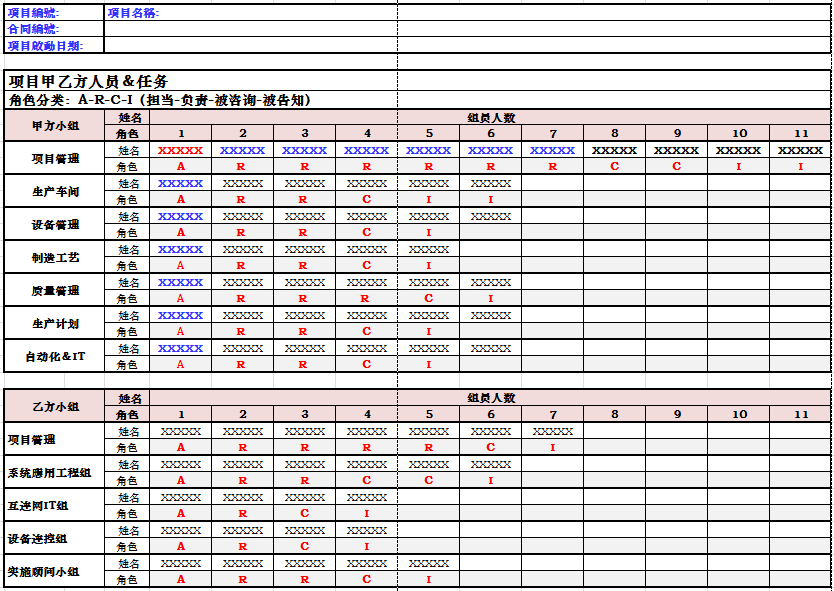 项目编號: 项目名称:
合同编號:
项目啟動日期:
项目甲乙方人员＆任务
角色分类: A-R-C-I (担当-负责-被咨询-被告知)
甲方小组 姓名 组员人数
角色 1 2 3 4 5 6 7 8 9 10 11
项目管理 姓名 XXXXX XXXXX XXXXX XXXXX XXXXX XXXXX XXXXX XXXXX XXXXX XXXXX XXXXX
角色 A R R R R R R C C I I
生产车间 姓名 XXXXX XXXXX XXXXX XXXXX XXXXX XXXXX
角色 A R R C I I
设备管理 姓名 XXXXX XXXXX XXXXX XXXXX XXXXX XXXXX
角色 A R R C I
制造工艺 姓名 XXXXX XXXXX XXXXX XXXXX XXXXX
角色 A R R C I
质量管理 姓名 XXXXX XXXXX XXXXX XXXXX XXXXX XXXXX
角色 A R R R C I
生产计划 姓名 XXXXX XXXXX XXXXX XXXXX XXXXX XXXXX
角色 A R R C I
自动化&IT 姓名 XXXXX XXXXX XXXXX XXXXX XXXXX XXXXX
角色 A R R C I
乙方小组 姓名 组员人数
角色 1 2 3 4 5 6 7 8 9 10 11
项目管理 姓名 XXXXX XXXXX XXXXX XXXXX XXXXX XXXXX XXXXX
角色 A R R R R C I
系统應用工程组 姓名 XXXXX XXXXX XXXXX XXXXX XXXXX XXXXX
角色 A R R C C I
互连网IT组 姓名 XXXXX XXXXX XXXXX XXXXX
角色 A R C I
设备连控组 姓名 XXXXX XXXXX XXXXX XXXXX
角色 A R C I
实施顾问小组 姓名 XXXXX XXXXX XXXXX XXXXX XXXXX
角色 A R R C I